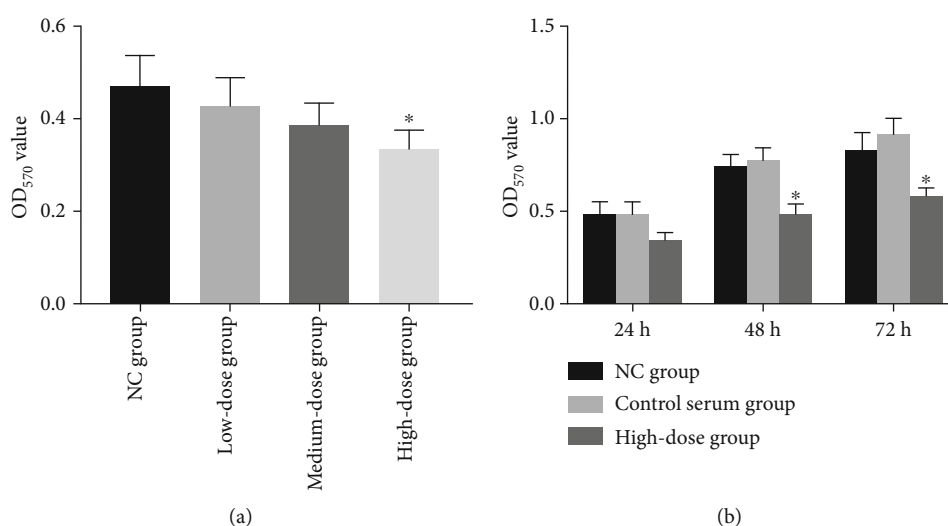 0.6
0.4
0.2
0.0
OD570 value
*
NC group
Low-dose group
Medium-dose group
High-dose group
(a)
1.5
1.0
0.5
0.0
OD570 value
*
*
24 h
48 h
72 h
NC group
Control serum group
High-dose group
(b)